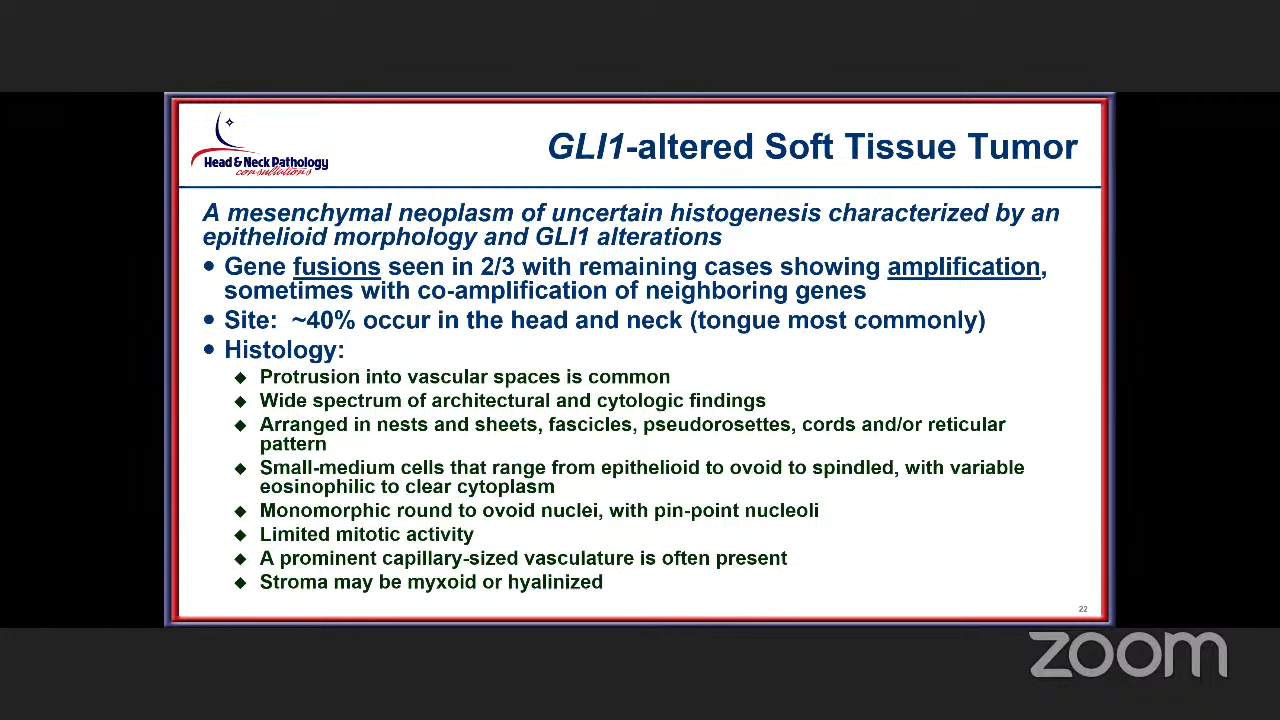 Head & Neck Pathology
consultations
GLI1-altered Soft Tissue Tumor
A mesenchymal neoplasm of uncertain histogenesis characterized by an
epithelioid morphology and GLI1 alterations
• Gene fusions seen in 2/3 with remaining cases showing amplification,
sometimes with co-amplification of neighboring genes
• Site: ~40% occur in the head and neck (tongue most commonly)
• Histology:
◆ Protrusion into vascular spaces is common
◆ Wide spectrum of architectural and cytologic findings
◆ Arranged in nests and sheets, fascicles, pseudorosettes, cords and/or reticular
pattern
◆ Small-medium cells that range from epithelioid to ovoid to spindled, with variable
eosinophilic to clear cytoplasm
◆ Monomorphic round to ovoid nuclei, with pin-point nucleoli
◆ Limited mitotic activity
◆ A prominent capillary-sized vasculature is often present
◆ Stroma may be myxoid or hyalinized
22
zoom